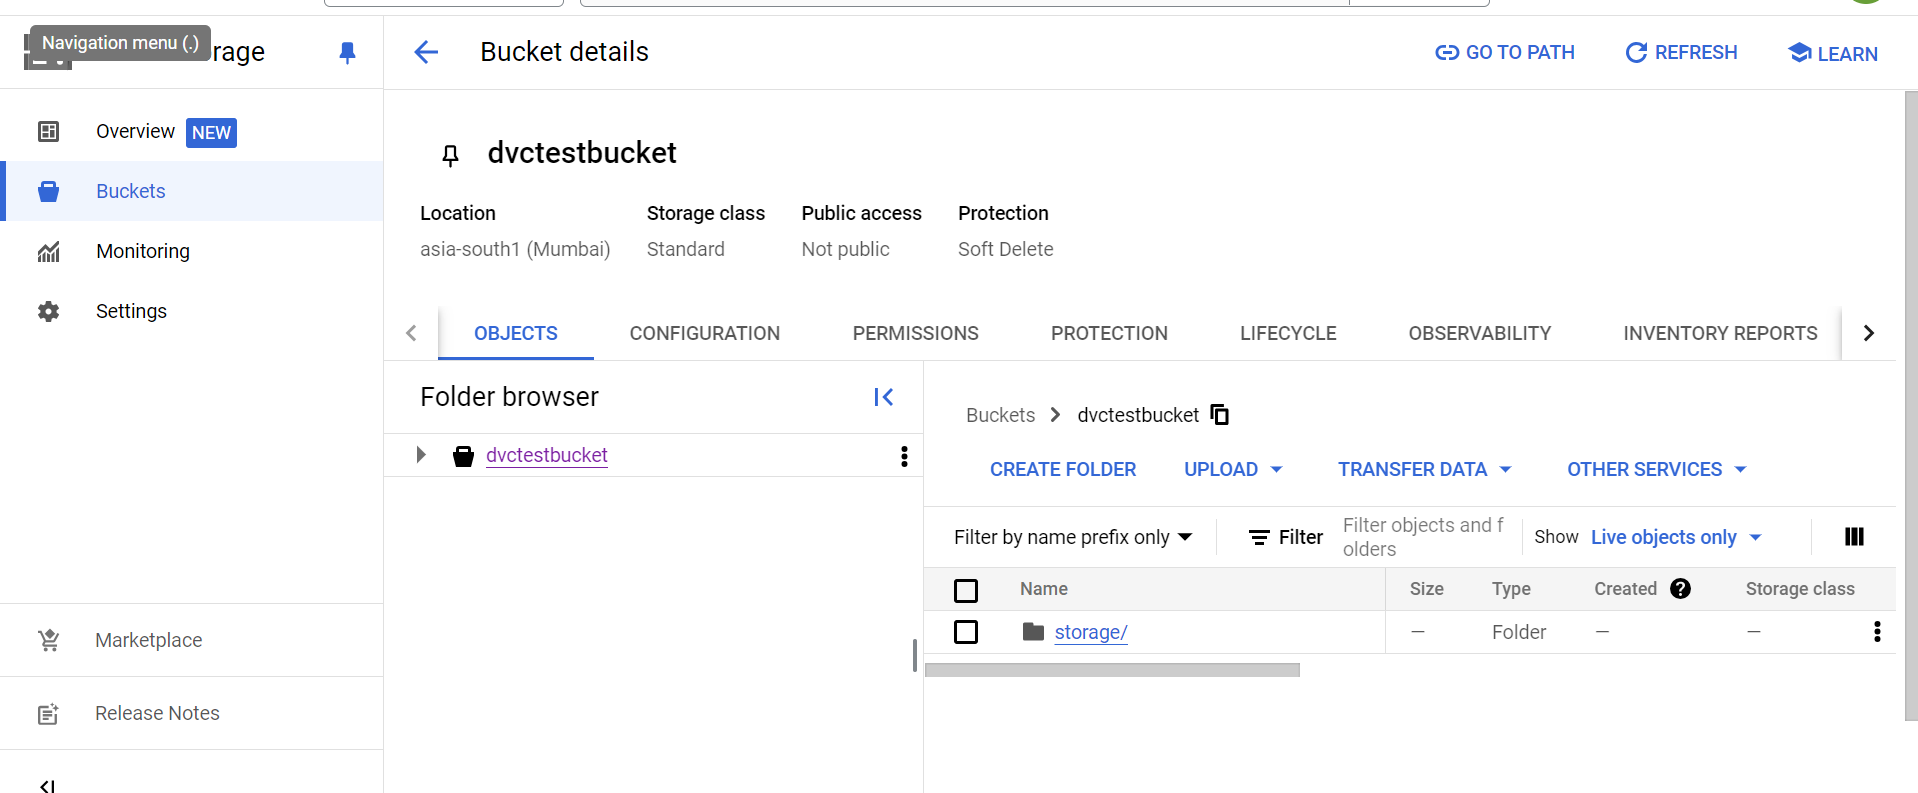 Navigation menu (.)
rage
Bucket details
GO TO PATH
REFRESH
LEARN
Overview NEW
Buckets
Monitoring
Settings
Marketplace
Release Notes
dvctestbucket
Location Storage class Public access Protection
asia-south1 (Mumbai) Standard Not public Soft Delete
OBJECTS CONFIGURATION PERMISSIONS PROTECTION LIFECYCLE OBSERVABILITY INVENTORY REPORTS
Folder browser
dvctestbucket
Buckets > dvctestbucket
CREATE FOLDER UPLOAD TRANSFER DATA OTHER SERVICES
Filter by name prefix only Filter Filter objects and f
olders
Show Live objects only
Name Size Type Created Storage class
storage/ — Folder — —